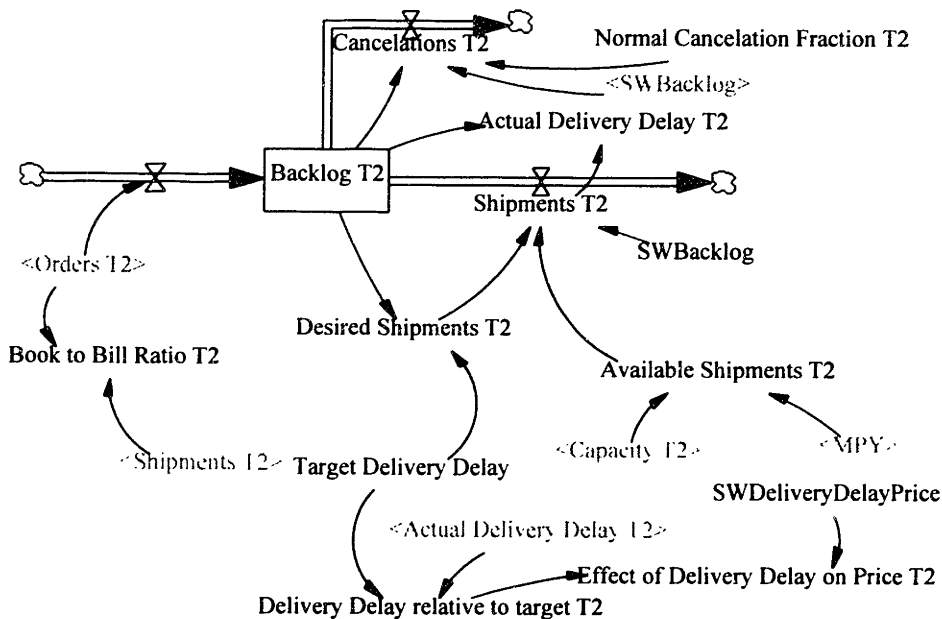 Cancelations T2
Normal Cancelation Fraction T2
<SWBacklog>
Actual Delivery Delay T2
Backlog T2
Shipments T2
SWBacklog
<Orders T2>
Desired Shipments T2
Book to Bill Ratio T2
Available Shipments T2
<Shipments T2>
Target Delivery Delay
<Capacity T2>
<MPY>
SWDeliveryDelayPrice
<Actual Delivery Delay T2>
Effect of Delivery Delay on Price T2
Delivery Delay relative to target T2